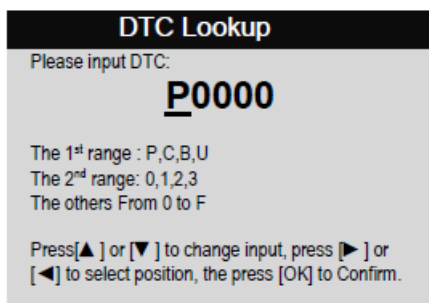 DTC Lookup
Please input DTC:
P0000
The 1st range : P,C,B,U
The 2nd range: 0,1,2,3
The others From 0 to F
Press[▲ ] or [▼ ] to change input, press [▶ ] or
[ ◀] to select position, the press [OK] to Confirm.